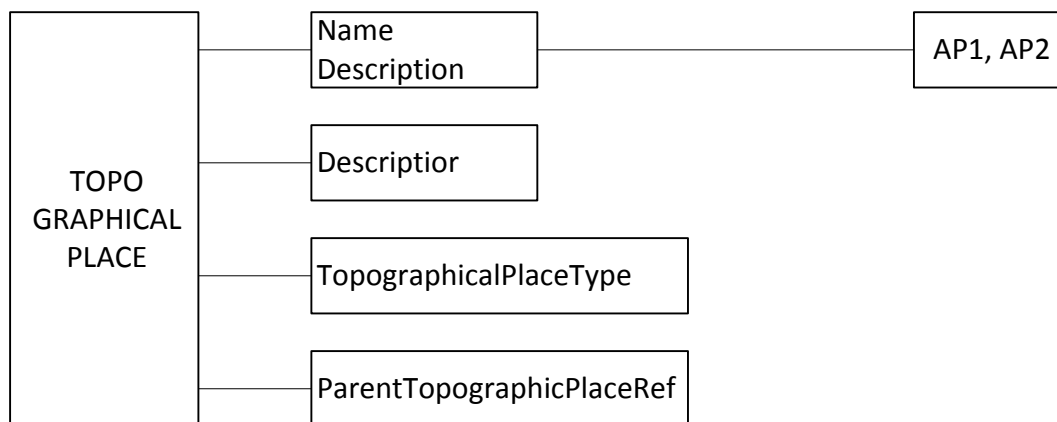 TOPO
GRAPHICAL
PLACE
Name
Description
AP1, AP2
Descriptior
TopographicalPlaceType
ParentTopographicPlaceRef